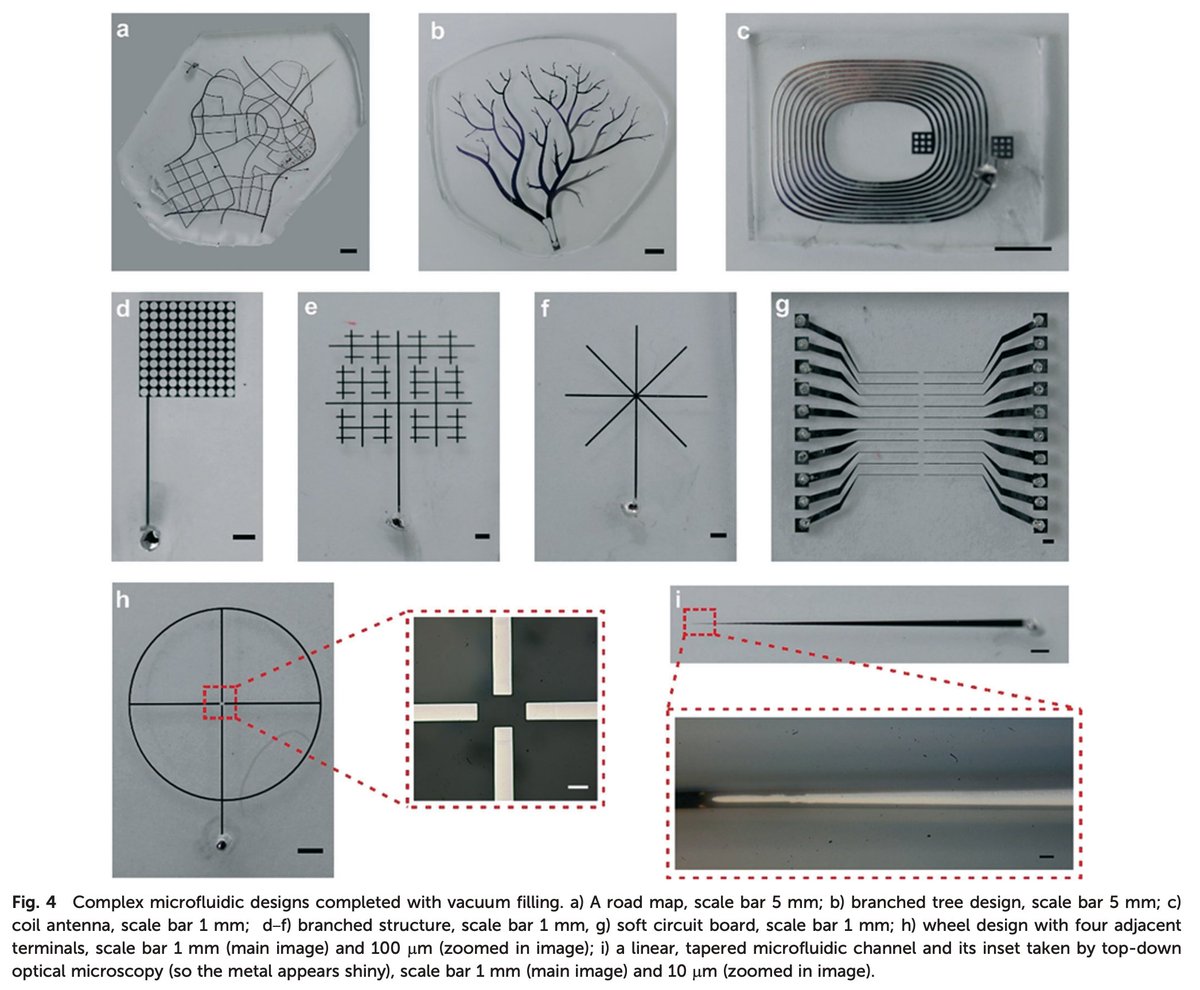 a
b
c
d
e
f
g
h
i
Fig. 4 Complex microfluidic designs completed with vacuum filling. a) A road map, scale bar 5 mm; b) branched tree design, scale bar 5 mm; c)
coil antenna, scale bar 1 mm; d–f) branched structure, scale bar 1 mm, g) soft circuit board, scale bar 1 mm; h) wheel design with four adjacent
terminals, scale bar 1 mm (main image) and 100 μm (zoomed in image); i) a linear, tapered microfluidic channel and its inset taken by top-down
optical microscopy (so the metal appears shiny), scale bar 1 mm (main image) and 10 μm (zoomed in image).